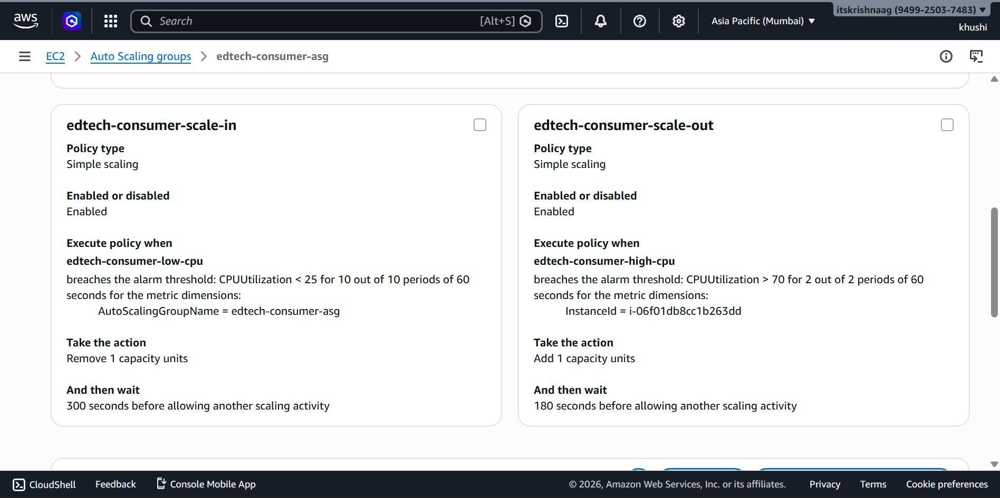 aws
Search
[Alt+S]
Asia Pacific (Mumbai) ▼
itskrishnaag (9499-2503-7483) ▼
khushi
EC2 > Auto Scaling groups > edtech-consumer-asg
edtech-consumer-scale-in
Policy type
Simple scaling
Enabled or disabled
Enabled
Execute policy when
edtech-consumer-low-cpu
breaches the alarm threshold: CPUUtilization < 25 for 10 out of 10 periods of 60
seconds for the metric dimensions:
AutoScalingGroupName = edtech-consumer-asg
Take the action
Remove 1 capacity units
And then wait
300 seconds before allowing another scaling activity
edtech-consumer-scale-out
Policy type
Simple scaling
Enabled or disabled
Enabled
Execute policy when
edtech-consumer-high-cpu
breaches the alarm threshold: CPUUtilization > 70 for 2 out of 2 periods of 60
seconds for the metric dimensions:
InstanceId = i-06f01db8cc1b263dd
Take the action
Add 1 capacity units
And then wait
180 seconds before allowing another scaling activity
CloudShell
Feedback
Console Mobile App
© 2026, Amazon Web Services, Inc. or its affiliates.
Privacy
Terms
Cookie preferences